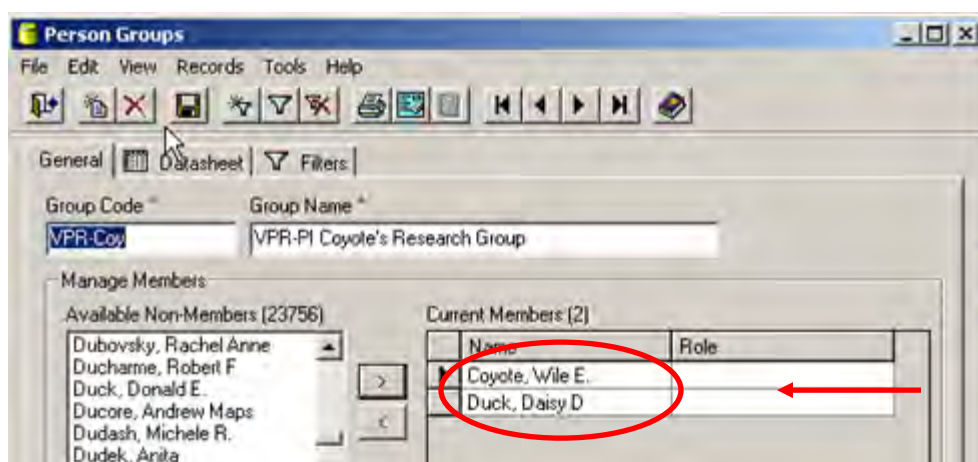 Person Groups
File Edit View Records Tools Help
General Datasheet Filters
Group Code * Group Name *
VPR-Coy VPR-PI Coyote's Research Group
Manage Members
Available Non-Members (23756) Current Members (2)
Name Role
Dubovsky, Rachel Anne
Ducharme, Robert F
Duck, Donald E.
Ducore, Andrew Maps
Dudash, Michele R.
Dudek, Anita
>
<
Coyote, Wile E.
Duck, Daisy D